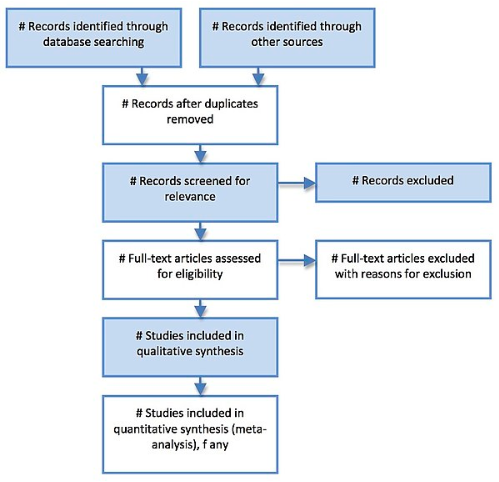 # Records identified through
database searching
# Records identified through
other sources
# Records after duplicates
removed
# Records screened for
relevance
# Records excluded
# Full-text articles assessed
for eligibility
# Full-text articles excluded
with reasons for exclusion
# Studies included in
qualitative synthesis
# Studies included in
quantitative synthesis (meta-
analysis), f any